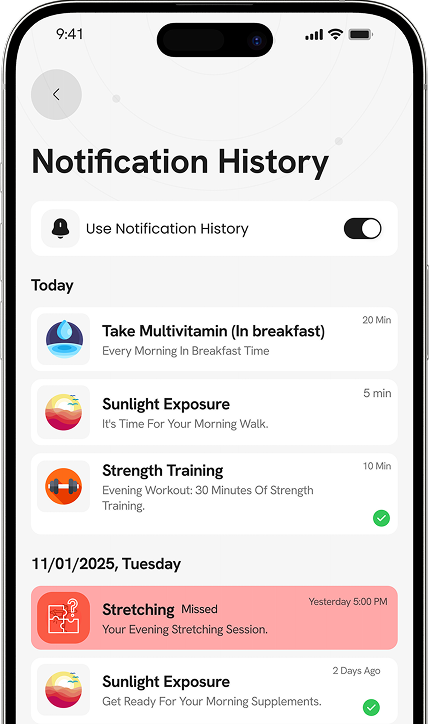 9:41
Notification History
Use Notification History
Today
Take Multivitamin (In breakfast)
20 Min
Every Morning In Breakfast Time
Sunlight Exposure
5 min
It's Time For Your Morning Walk.
Strength Training
10 Min
Evening Workout: 30 Minutes Of Strength
Training.
11/01/2025, Tuesday
Stretching Missed
Yesterday 5:00 PM
Your Evening Stretching Session.
Sunlight Exposure
2 Days Ago
Get Ready For Your Morning Supplements.